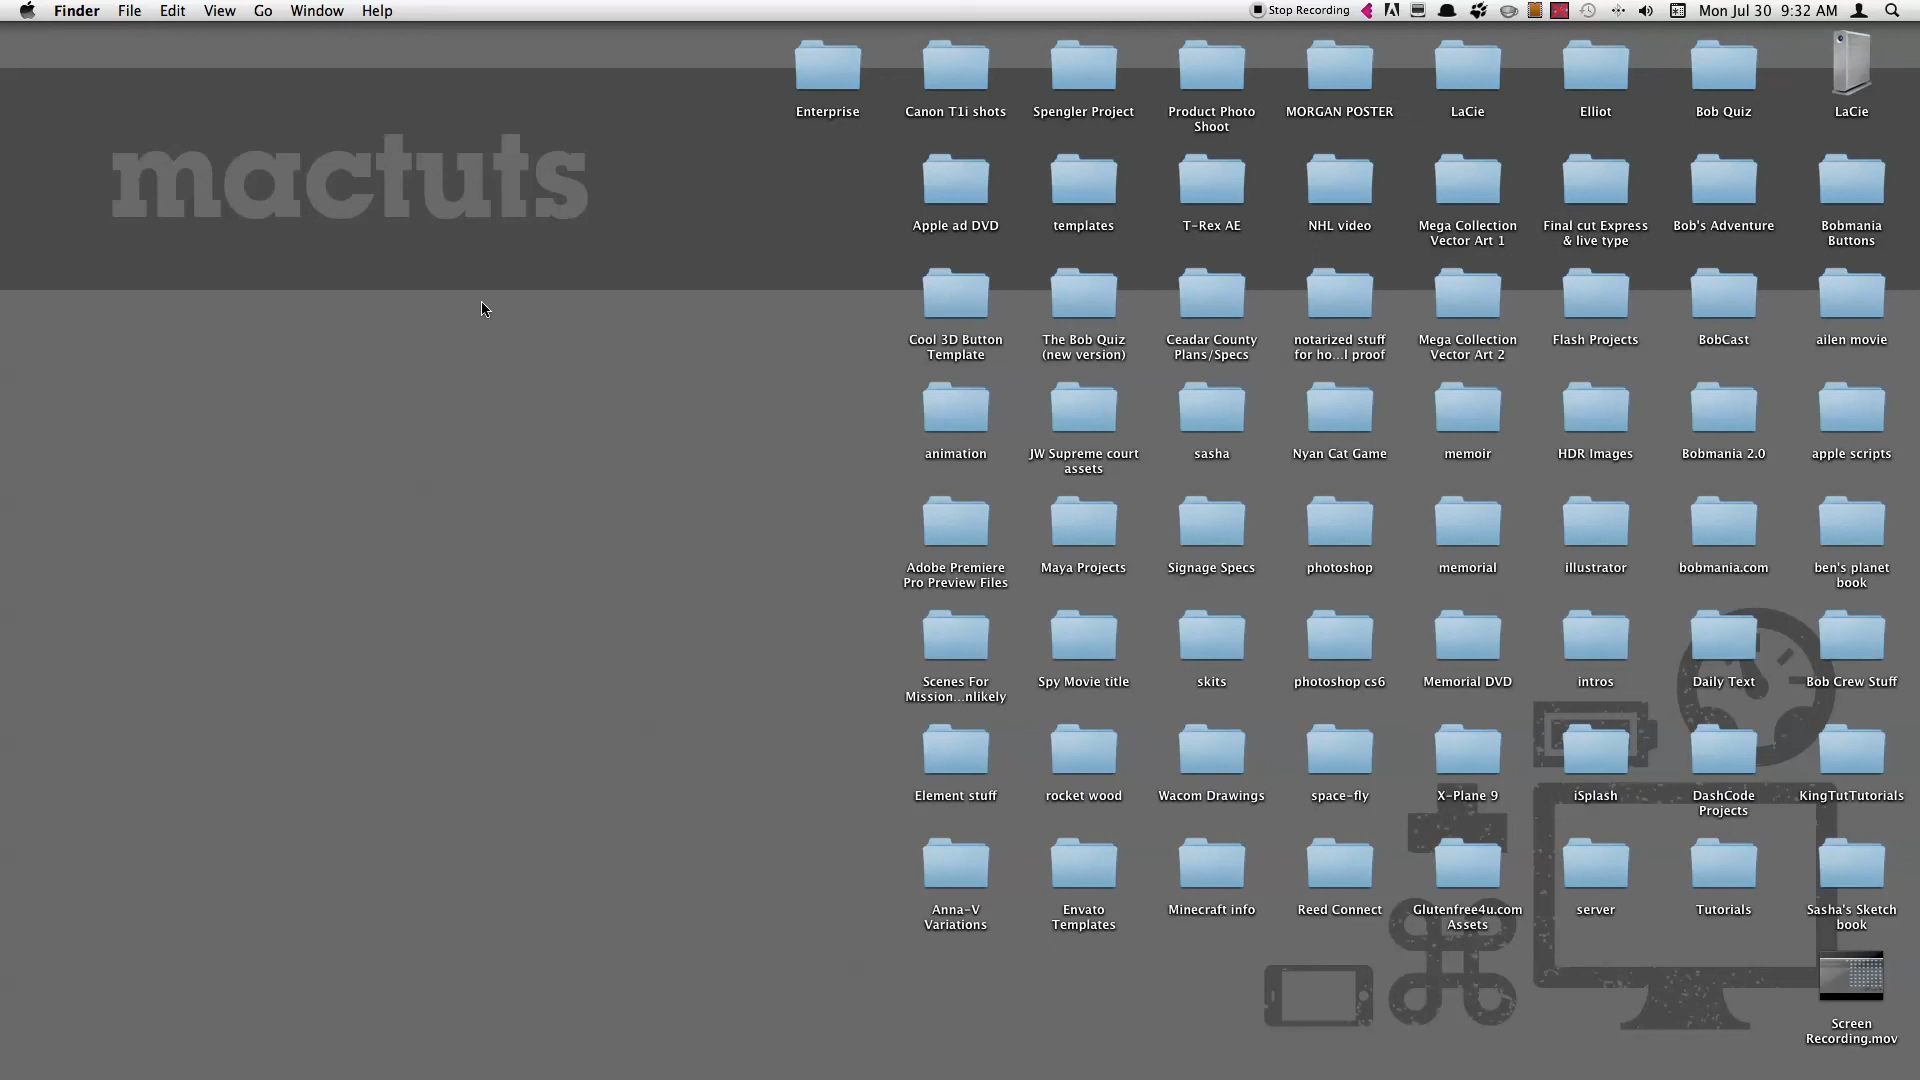 Finder File Edit View Go Window Help
Stop Recording
Mon Jul 30 9:32 AM
mactuts
Enterprise
Canon T1i shots
Spengler Project
Product Photo
Shoot
MORGAN POSTER
LaCie
Elliot
Bob Quiz
LaCie
Apple ad DVD
templates
T-Rex AE
NHL video
Mega Collection
Vector Art 1
Final cut Express
& live type
Bob's Adventure
Bobmania
Buttons
Cool 3D Button
Template
The Bob Quiz
(new version)
Ceadar County
Plans/Specs
notarized stuff
for ho...l proof
Mega Collection
Vector Art 2
Flash Projects
BobCast
ailen movie
animation
JW Supreme court
assets
sasha
Nyan Cat Game
memoir
HDR Images
Bobmania 2.0
apple scripts
Adobe Premiere
Pro Preview Files
Maya Projects
Signage Specs
photoshop
memorial
illustrator
bobmania.com
ben's planet
book
Scenes For
Mission...nlikely
Spy Movie title
skits
photoshop cs6
Memorial DVD
intros
Daily Text
Bob Crew Stuff
Element stuff
rocket wood
Wacom Drawings
space-fly
X-Plane 9
iSplash
DashCode
Projects
KingTutTutorials
Anna-V
Variations
Envato
Templates
Minecraft info
Reed Connect
Glutenfree4u.com
Assets
server
Tutorials
Sasha's Sketch
book
Screen
Recording.mov